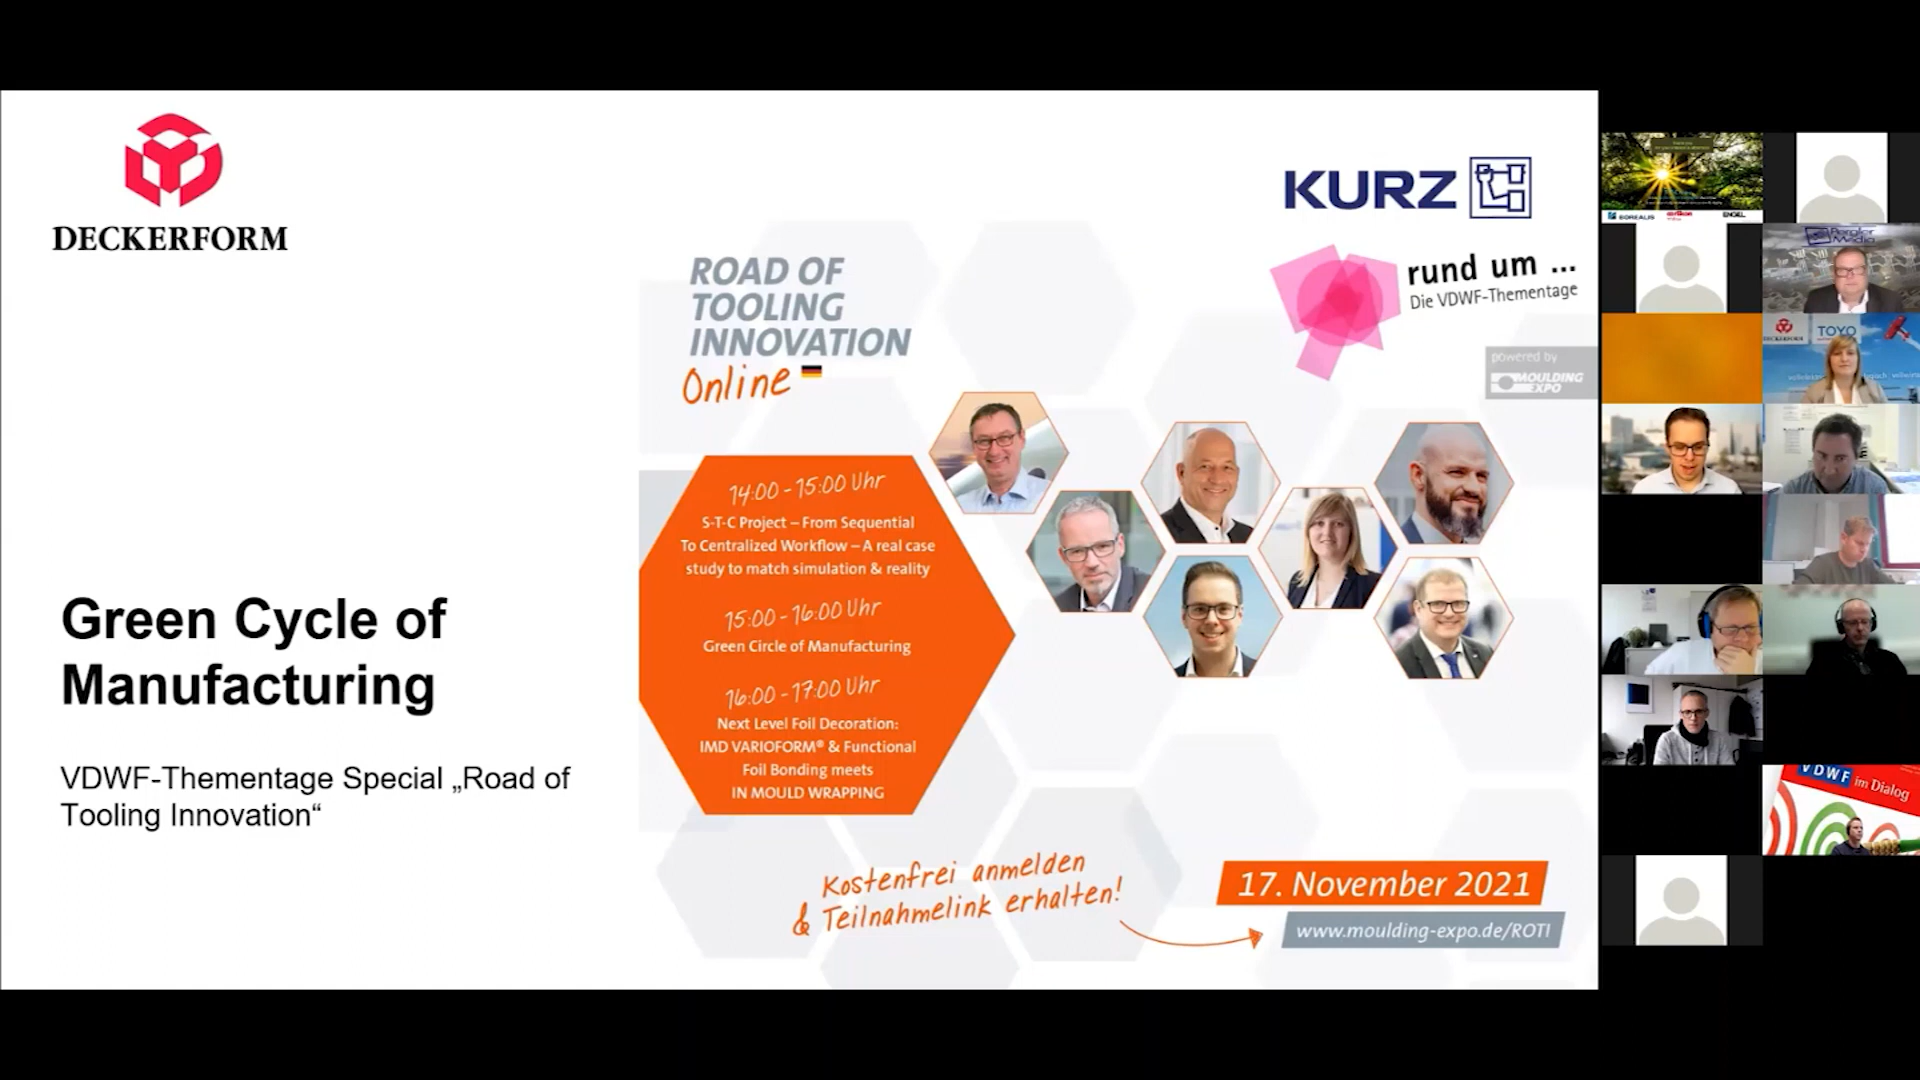 DECKERFORM
Green Cycle of
Manufacturing
VDWF-Thementage Special „Road of
Tooling Innovation“
KURZ
rund um ...
Die VDWF-Thementage
powered by
MOULDING
EXPO
ROAD OF
TOOLING
INNOVATION
Online
14:00 - 15:00 Uhr
S-T-C Project – From Sequential
To Centralized Workflow – A real case
study to match simulation & reality
15:00 - 16:00 Uhr
Green Circle of Manufacturing
16:00 - 17:00 Uhr
Next Level Foil Decoration:
IMD VARIOFORM® & Functional
Foil Bonding meets
IN MOULD WRAPPING
Kostenfrei anmelden
& Teilnahmelink erhalten!
17. November 2021
www.moulding-expo.de/ROTI
BOREALIS
ENGEL
Pergler
Media
DECKERFORM
TOYO
VDWF im Dialog